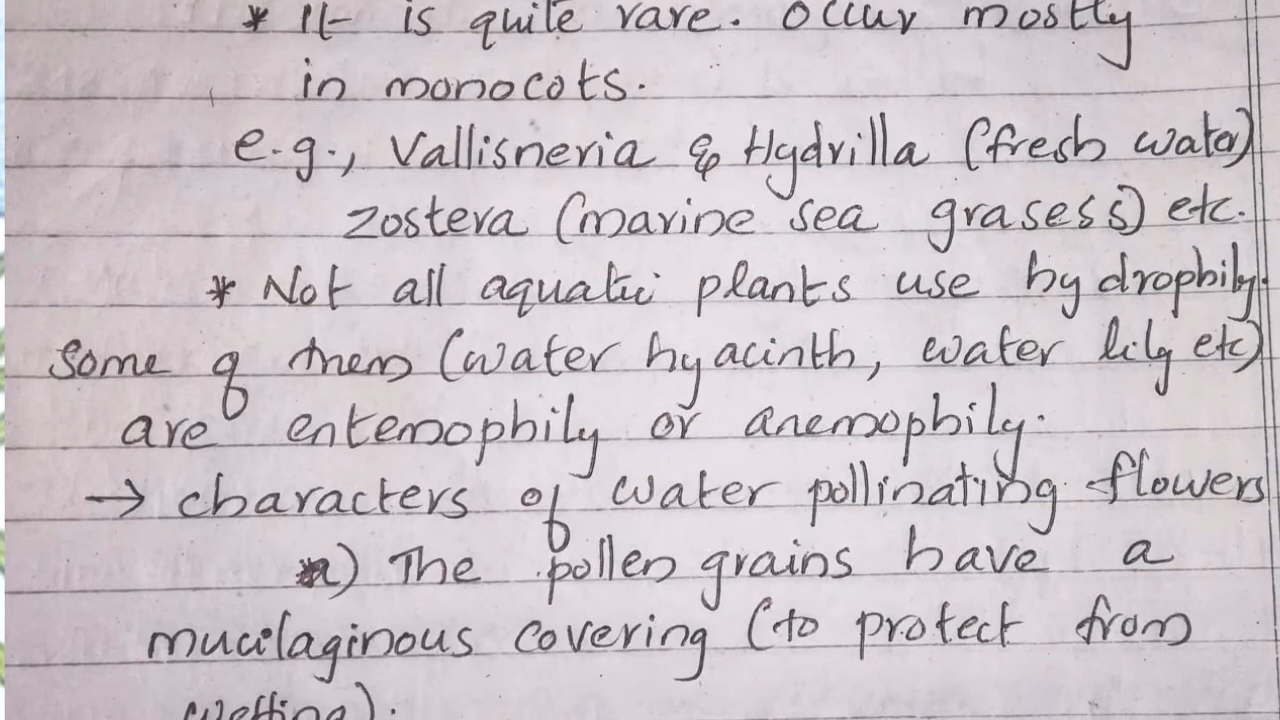 * It is quite rare. Occur mostly
in monocots.
e.g., Vallisneria & Hydrilla (fresh water)
Zostera (marine sea grasess) etc.
* Not all aquatic plants use hydrophily.
Some of them (water hyacinth, water lily etc)
are entemophily or anemophily.
→ characters of water pollinating flowers
a) The pollen grains have a
mucilaginous covering (to protect from
wetting).